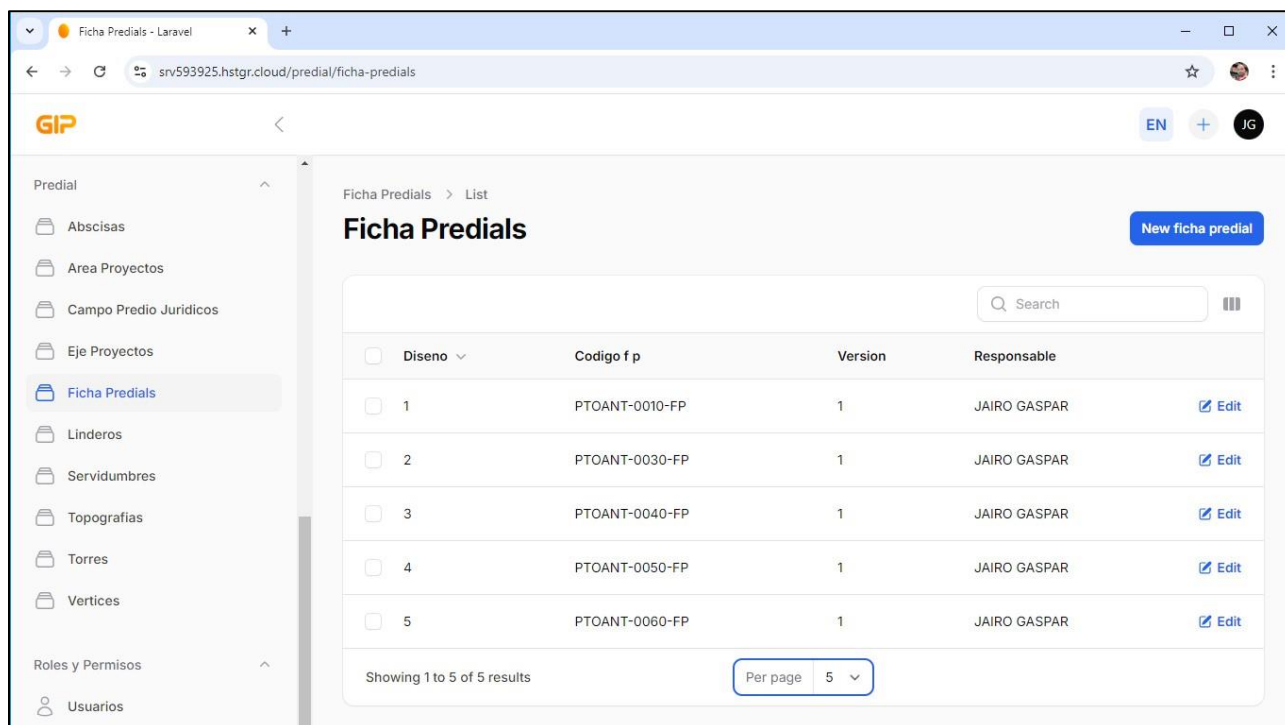 Ficha Predials - Laravel
srv593925.hstgr.cloud/predial/ficha-predials
GIP
EN
JG
Predial
Abscisas
Area Proyectos
Campo Predio Juridicos
Eje Proyectos
Ficha Predials
Linderos
Servidumbres
Topografias
Torres
Vertices
Roles y Permisos
Usuarios
Ficha Predials > List
Ficha Predials
New ficha predial
Search
Diseno Codigo f p Version Responsable
1 PTOANT-0010-FP 1 JAIRO GASPAR Edit
2 PTOANT-0030-FP 1 JAIRO GASPAR Edit
3 PTOANT-0040-FP 1 JAIRO GASPAR Edit
4 PTOANT-0050-FP 1 JAIRO GASPAR Edit
5 PTOANT-0060-FP 1 JAIRO GASPAR Edit
Showing 1 to 5 of 5 results
Per page 5